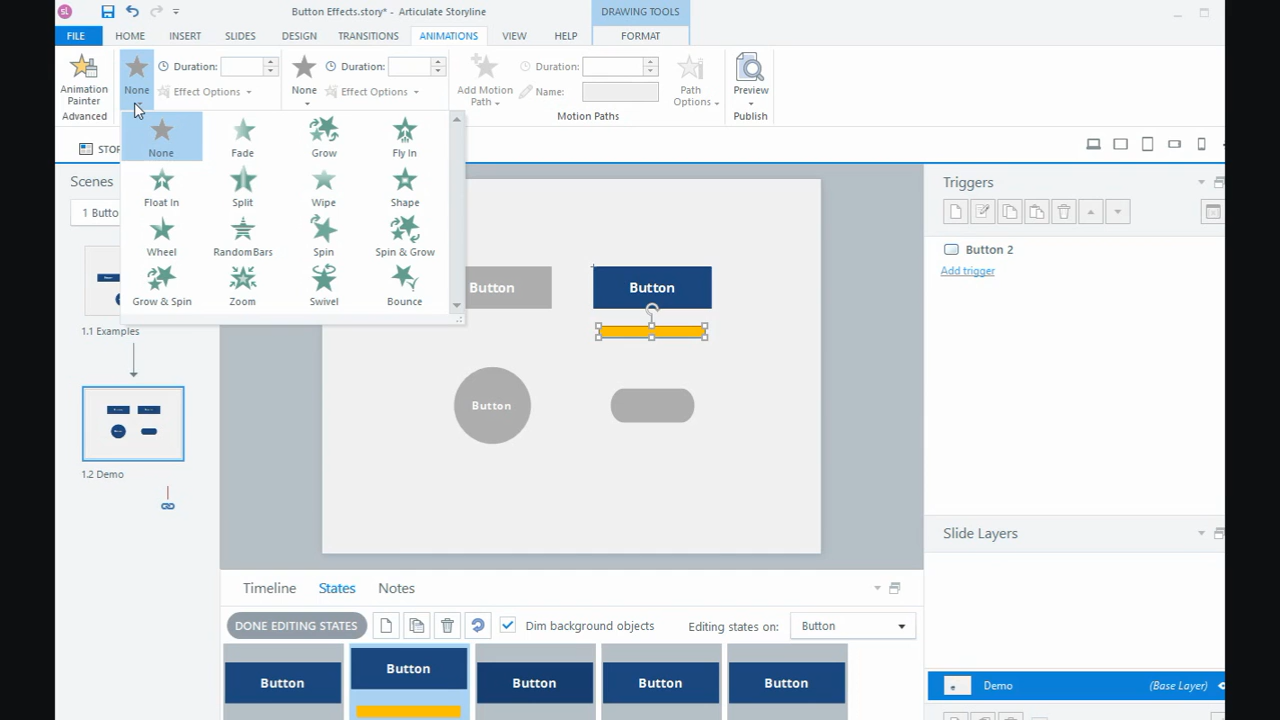 sl
Button Effects.story* - Articulate Storyline
DRAWING TOOLS
FILE HOME INSERT SLIDES DESIGN TRANSITIONS ANIMATIONS VIEW HELP FORMAT
Animation
Painter
None
Duration:
Effect Options
None
Duration:
Effect Options
Add Motion
Path
Duration:
Name:
Path
Options
Preview
Advanced
Motion Paths
Publish
None Fade Grow Fly In
Float In Split Wipe Shape
Wheel RandomBars Spin Spin & Grow
Grow & Spin Zoom Swivel Bounce
STO
Scenes
1 Butto
1.1 Examples
1.2 Demo
Button
Button
Button
Triggers
Button 2
Add trigger
Slide Layers
Demo (Base Layer)
Timeline States Notes
DONE EDITING STATES
Dim background objects
Editing states on: Button
Button Button Button Button Button